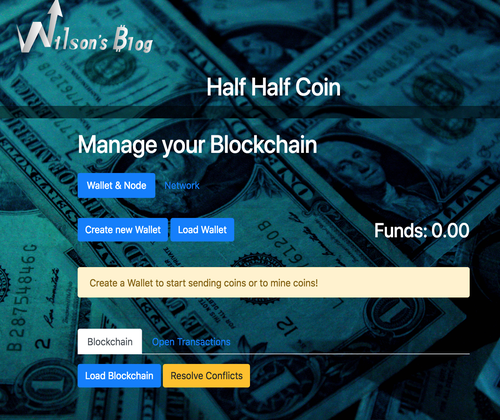 Wilson's Blog
Half Half Coin
Manage your Blockchain
Wallet & Node Network
Create new Wallet Load Wallet Funds: 0.00
Create a Wallet to start sending coins or to mine coins!
Blockchain Open Transactions
Load Blockchain Resolve Conflicts
B 28754846 G